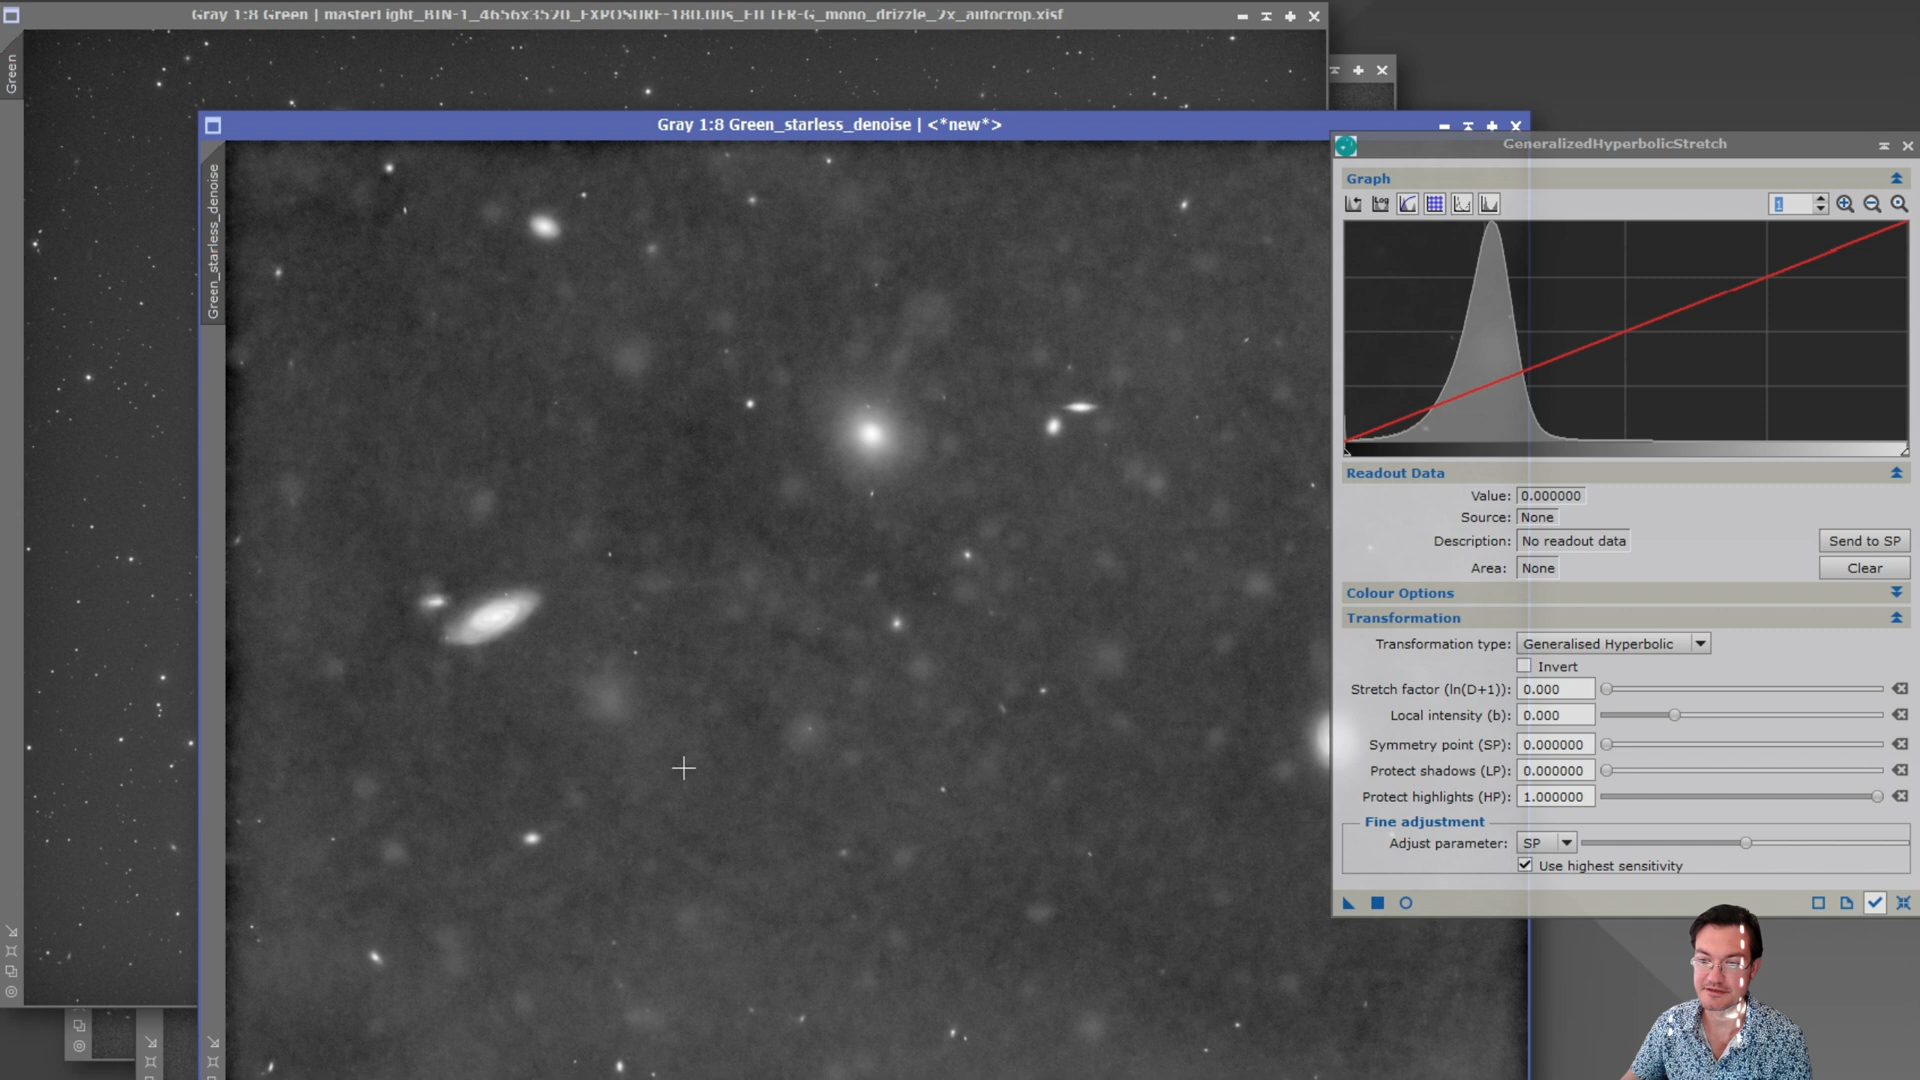 Gray 1:8 Green | masterLight_BIN-1_4656x3520_EXPOSURE-180.00s_FILTER-G_mono_drizzle_2x_autocrop.xisf
Green
Gray 1:8 Green_starless_denoise | <*new*>
Green_starless_denoise
GeneralizedHyperbolicStretch
Graph
Log
1
Readout Data
Value: 0.000000
Source: None
Description: No readout data
Send to SP
Area: None
Clear
Colour Options
Transformation
Transformation type: Generalised Hyperbolic
Invert
Stretch factor (ln(D+1)): 0.000
Local intensity (b): 0.000
Symmetry point (SP): 0.000000
Protect shadows (LP): 0.000000
Protect highlights (HP): 1.000000
Fine adjustment
Adjust parameter: SP
Use highest sensitivity